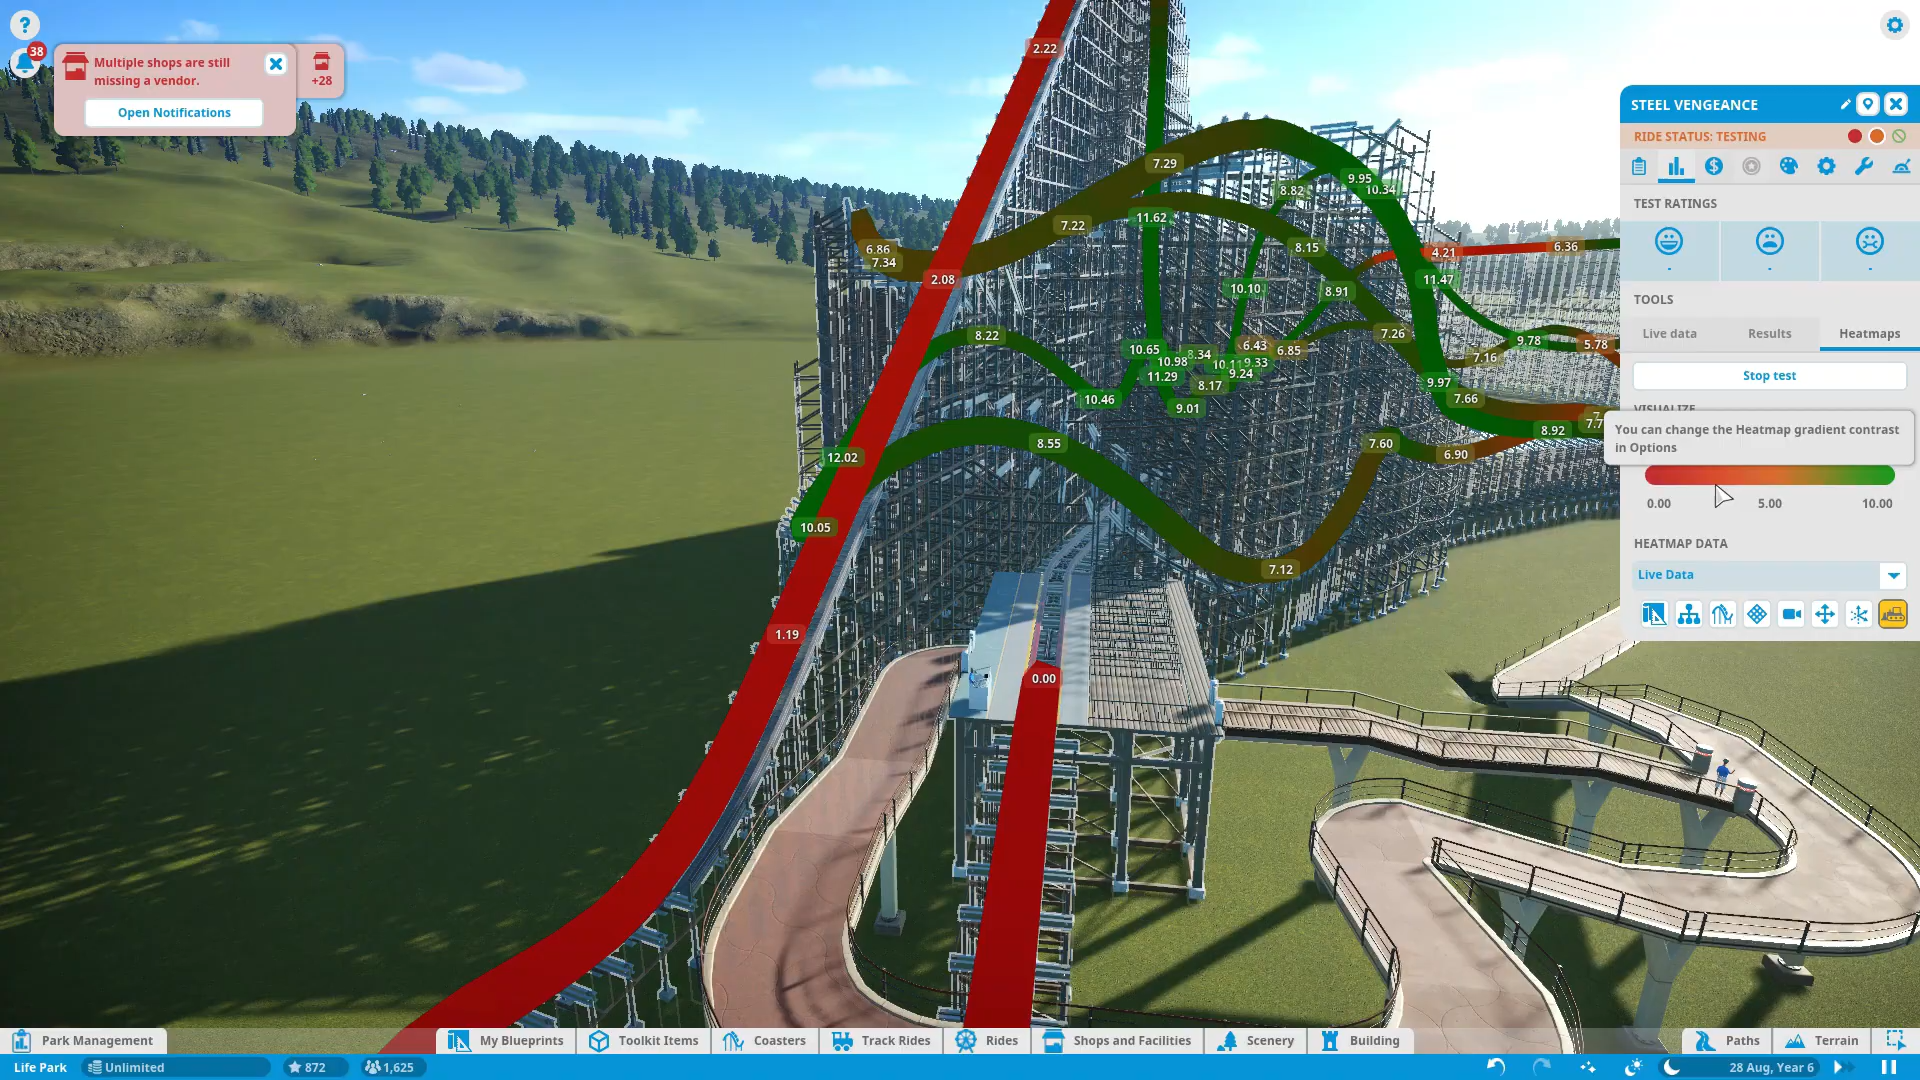 ?
38
Multiple shops are still
missing a vendor.
+28
Open Notifications
2.22
7.29
9.95
8.82
10.34
11.62
7.22
6.86
7.34
8.15
4.21
6.36
2.08
10.10
8.91
11.47
8.22
7.26
9.78
5.78
10.65
8.34
6.43
6.85
7.16
10.98
9.33
11.29
9.24
8.17
9.97
10.46
9.01
7.66
8.92
12.02
8.55
7.60
6.90
10.05
7.12
1.19
0.00
STEEL VENGEANCE
RIDE STATUS: TESTING
TEST RATINGS
- - -
TOOLS
Live data Results Heatmaps
Stop test
VISUALIZE
You can change the Heatmap gradient contrast
in Options
0.00 5.00 10.00
HEATMAP DATA
Live Data
Park Management My Blueprints Toolkit Items Coasters Track Rides Rides Shops and Facilities Scenery Building Paths Terrain
Life Park Unlimited 872 1,625 28 Aug, Year 6